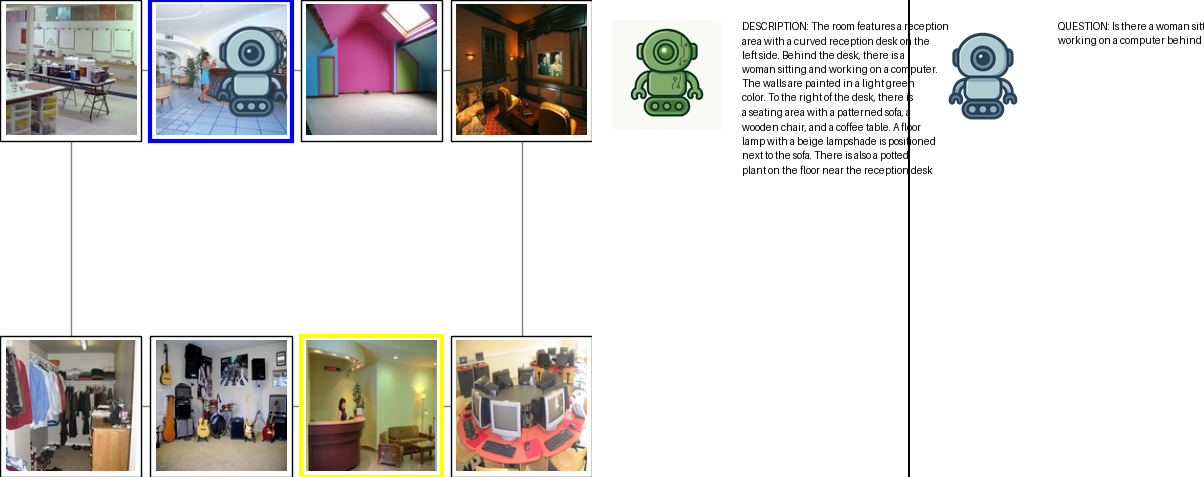 DESCRIPTION: The room features a reception
area with a curved reception desk on the
left side. Behind the desk, there is a
woman sitting and working on a computer.
The walls are painted in a light green
color. To the right of the desk, there is
a seating area with a patterned sofa, a
wooden chair, and a coffee table. A floor
lamp with a beige lampshade is positioned
next to the sofa. There is also a potted
plant on the floor near the reception desk
QUESTION: Is there a woman sitt
working on a computer behind